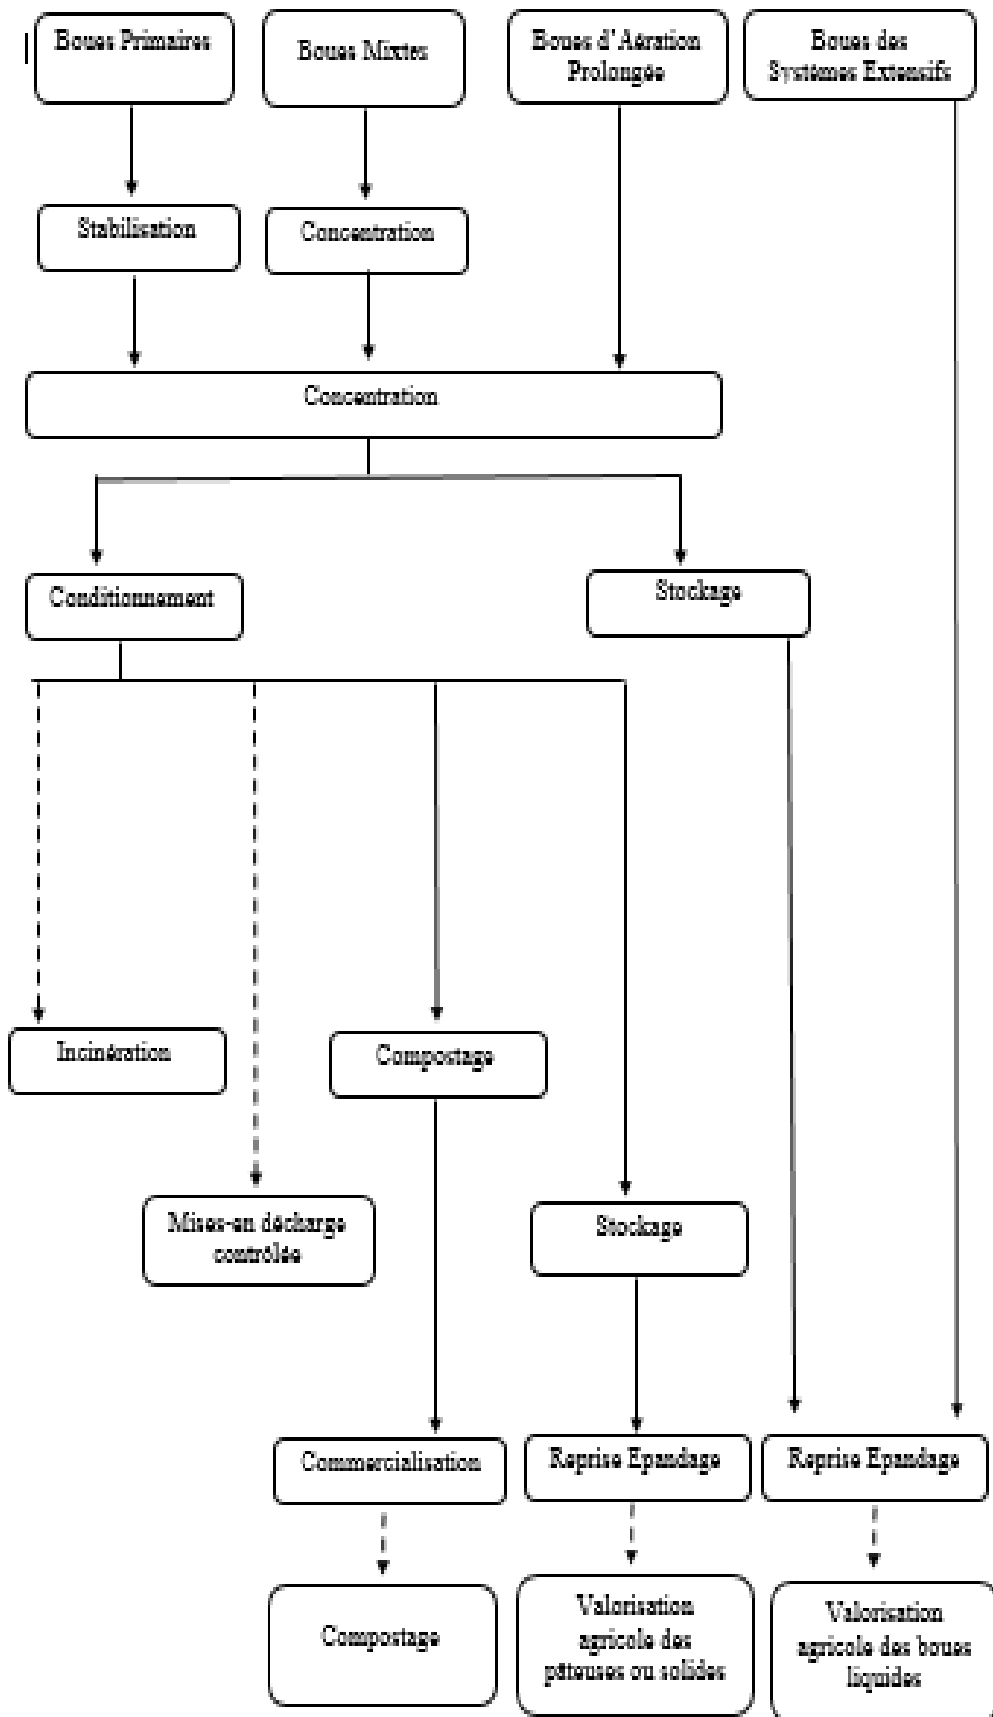 Boues Primaires
Boues Mixtes
Boues d'Aération
Prolongée
Boues des
Systèmes Extensifs
Stabilisation
Concentration
Concentration
Conditionnement
Stockage
Incinération
Compostage
Mises-en décharge
contrôlée
Stockage
Commercialisation
Reprise Epandage
Reprise Epandage
Compostage
Valorisation
agricole des
pâteuses ou solides
Valorisation
agricole des boues
liquides